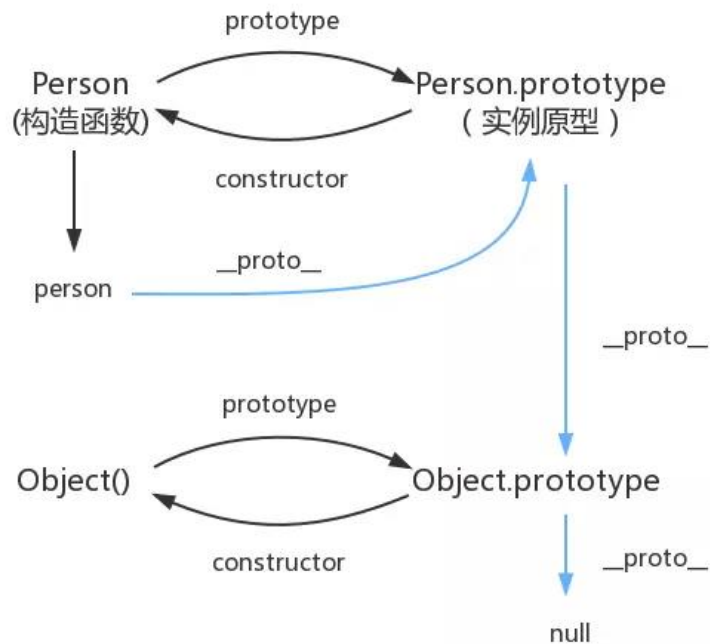 prototype
Person
(构造函数)
Person.prototype
（实例原型）
constructor
__proto__
person
__proto__
prototype
Object()
Object.prototype
constructor
__proto__
null